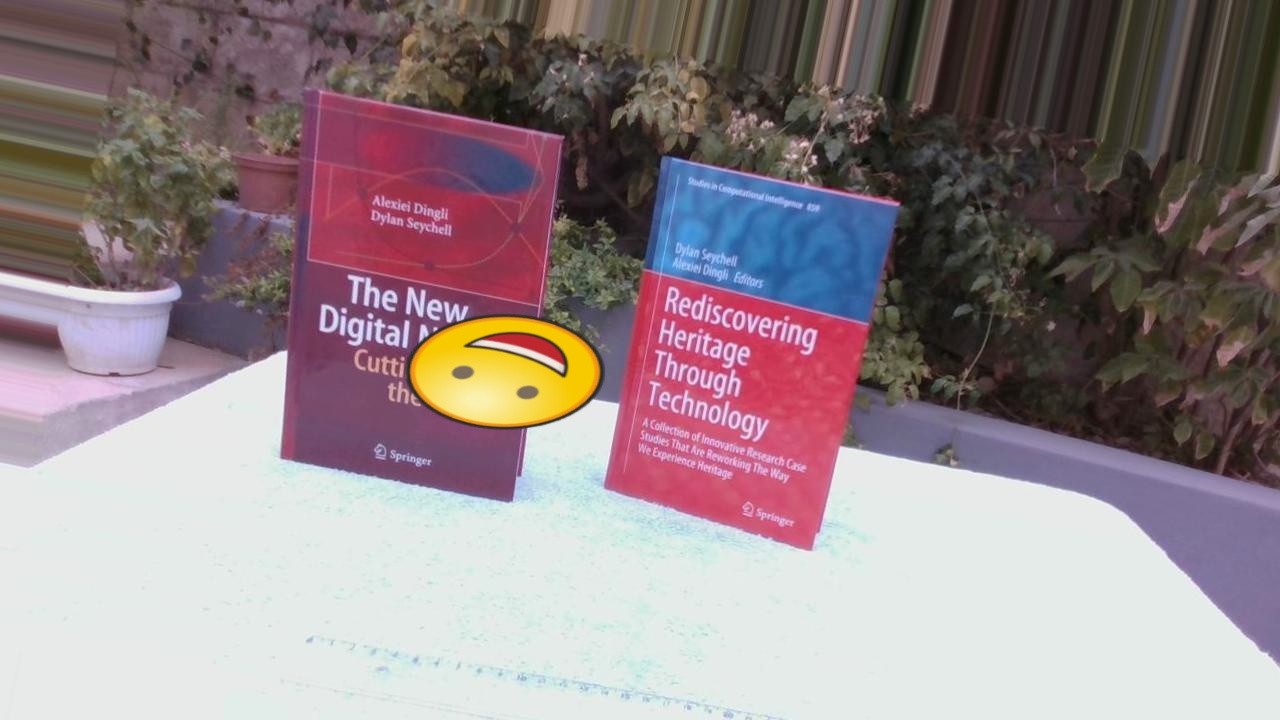 Alexiei Dingli
Dylan Seychell
The New
Digital
the
Springer
Studies in Computational Intelligence 859
Dylan Seychell
Alexiei Dingli Editors
Rediscovering
Heritage
Through
Technology
A Collection of Innovative Research Case
Studies That Are Reworking The Way
We Experience Heritage
Springer